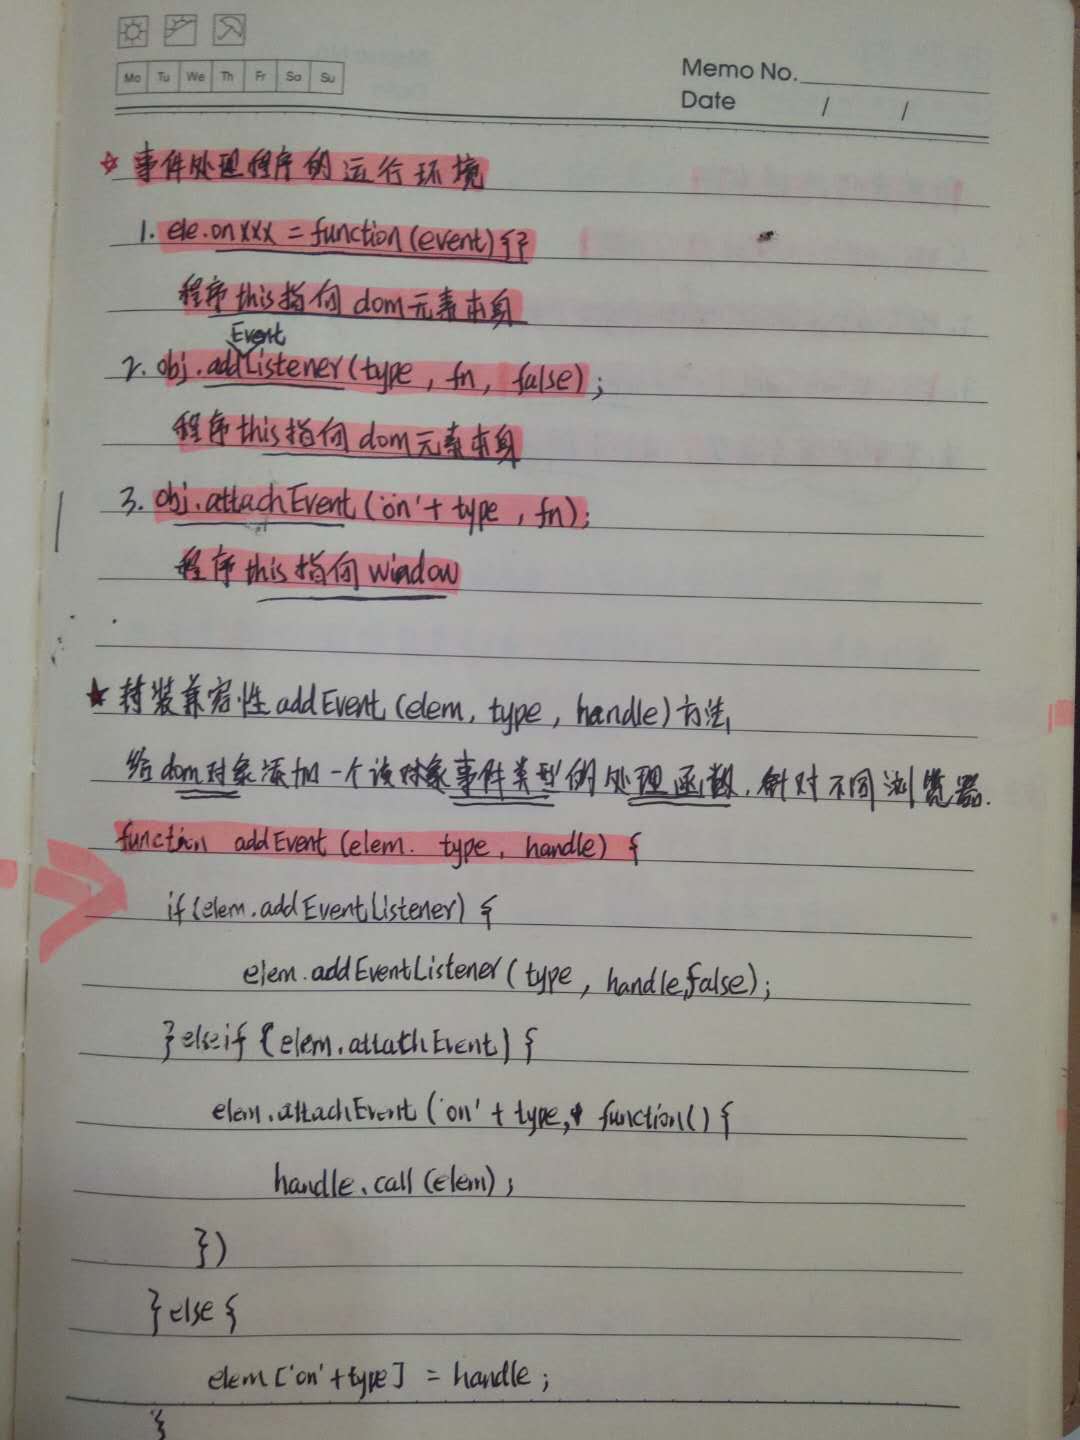 Mo Tu We Th Fr Sa Su
Memo No.
Date / /
☆ 事件处理程序的运行环境
1. ele.onxxx = function(event){}
程序this指向dom元素本身
Event
2. obj.addListener(type, fn, false);
程序this指向dom元素本身
3. obj.attachEvent('on'+ type, fn);
程序this指向window
★ 封装兼容性addEvent(elem, type, handle)方法
给dom对象添加一个该对象事件类型的处理函数,针对不同浏览器.
function addEvent(elem. type, handle) {
if(elem.addEventListener) {
elem.addEventListener(type, handle,false);
}else if (elem.attachEvent) {
elem.attachEvent('on' + type, function() {
handle.call(elem);
})
}else {
elem['on'+type] = handle;
}